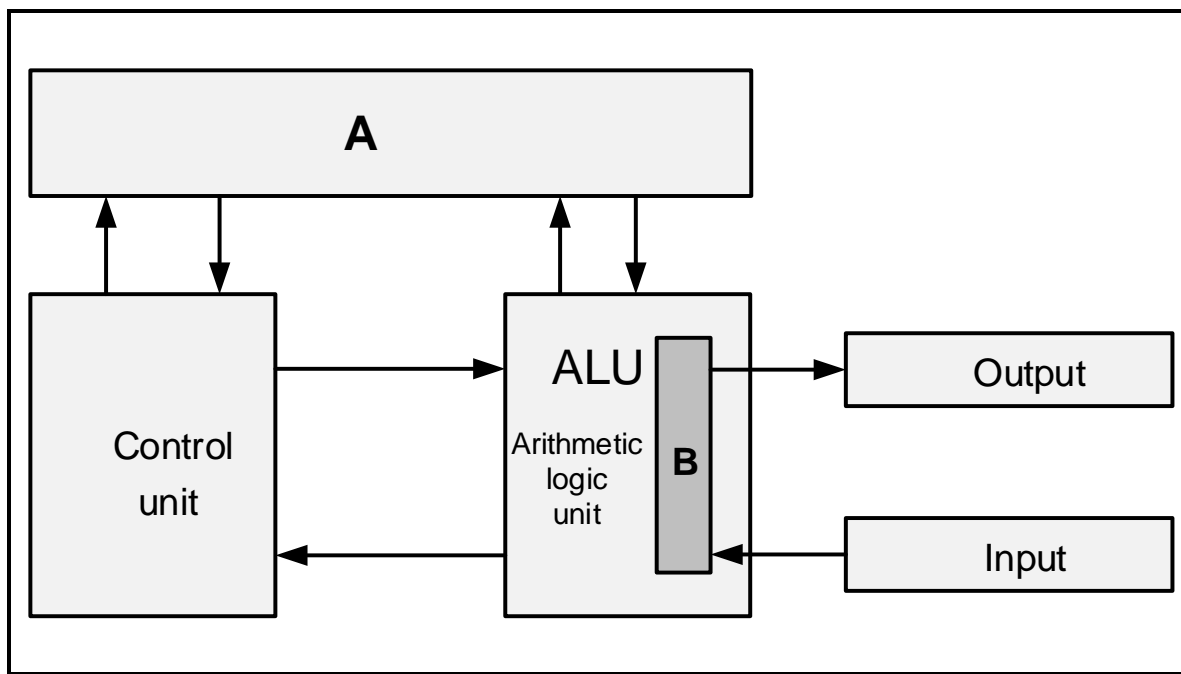 A
Control
unit
ALU
Arithmetic
logic
unit
B
Output
Input